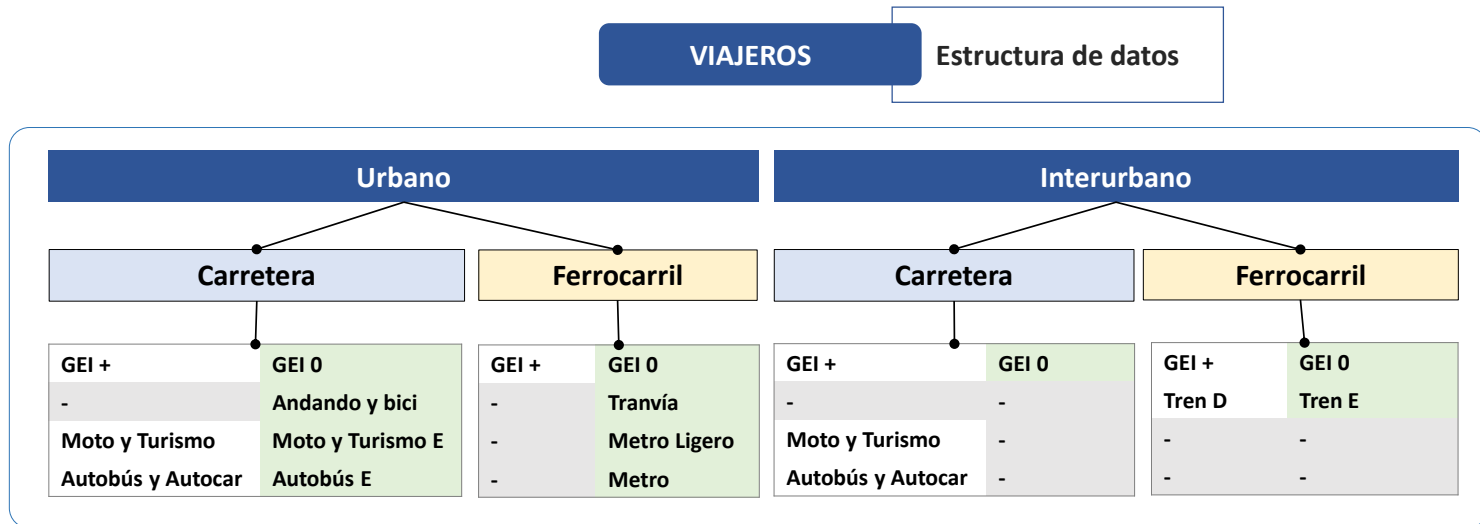 VIAJEROS Estructura de datos
Urbano Interurbano
Carretera Ferrocarril Carretera Ferrocarril
GEI + GEI 0 GEI + GEI 0 GEI + GEI 0 GEI + GEI 0
- Andando y bici - Tranvía - - Tren D Tren E
Moto y Turismo Moto y Turismo E - Metro Ligero Moto y Turismo - - -
Autobús y Autocar Autobús E - Metro Autobús y Autocar - - -